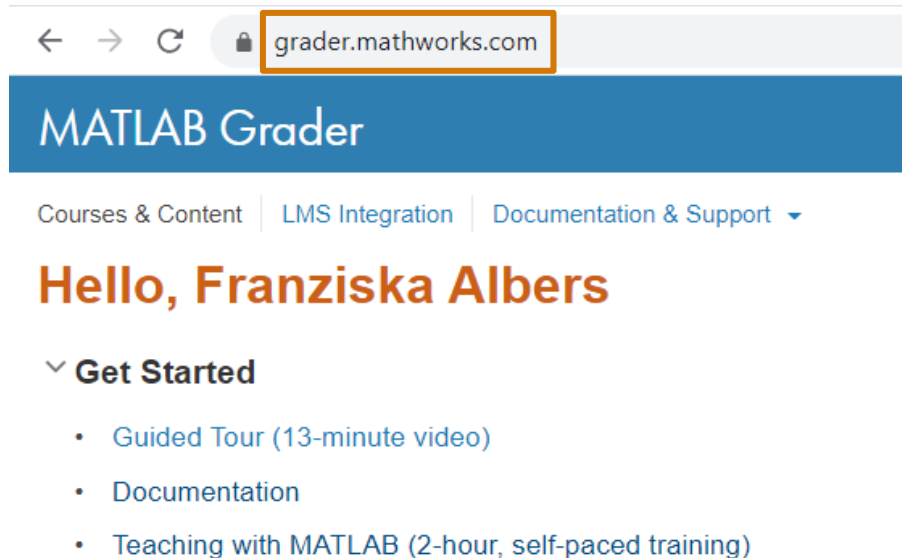 grader.mathworks.com
MATLAB Grader
Courses & Content LMS Integration Documentation & Support
Hello, Franziska Albers
Get Started
• Guided Tour (13-minute video)
• Documentation
• Teaching with MATLAB (2-hour, self-paced training)